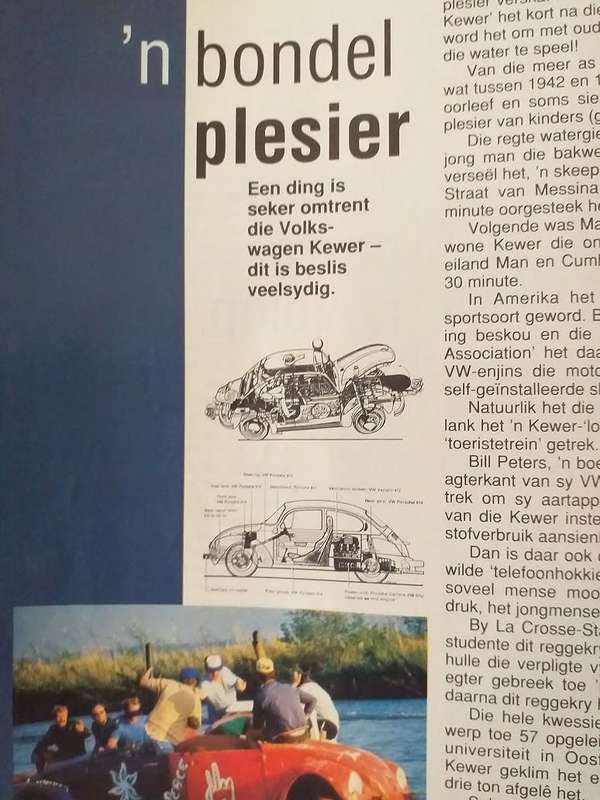 'n bondel
plesier
Een ding is
seker omtrent
die Volks-
wagen Kewer –
dit is beslis
veelsydig.
plesier
Kewer' het kort na die
word het om met oud
die water te speel!
Van die meer as
wat tussen 1942 en 1
oorleef en soms sie
plesier van kinders (g
Die regte watergie
jong man die bakwe
verseël het, 'n skeep
Straat van Messina
minute oorgesteek he
Volgende was Ma
wone Kewer die on
eiland Man en Cuml
30 minute.
In Amerika het
sportsoort geword. B
ing beskou en die
Association' het daa
VW-enjins die moto
self-geïnstalleerde sl
Natuurlik het die
lank het 'n Kewer-'lo
'toeristetrein' getrek.
Bill Peters, 'n boe
agterkant van sy VW
trek om sy aartapp
van die Kewer inste
stofverbruik aansienl
Dan is daar ook
wilde 'telefoonhokkie
soveel mense moo
druk, het jongmense
By La Crosse-Sta
studente dit reggekry
hulle die verpligte v
egter gebreek toe '
daarna dit reggekry h
Die hele kwessie
werp toe 57 opgelei
universiteit in Oost
Kewer geklim het e
drie ton afgelê het.